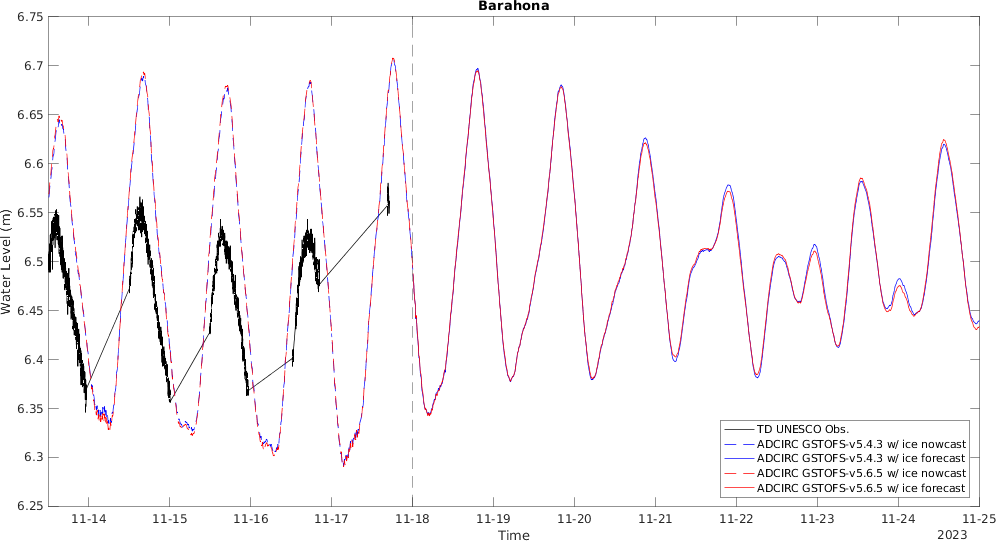 Barahona
6.75
6.7
6.65
6.6
6.55
6.5
6.45
6.4
6.35
6.3
6.25
Water Level (m)
TD UNESCO Obs.
ADCIRC GSTOFS-v5.4.3 w/ ice nowcast
ADCIRC GSTOFS-v5.4.3 w/ ice forecast
ADCIRC GSTOFS-v5.6.5 w/ ice nowcast
ADCIRC GSTOFS-v5.6.5 w/ ice forecast
11-14 11-15 11-16 11-17 11-18 11-19 11-20 11-21 11-22 11-23 11-24 11-25
Time
2023